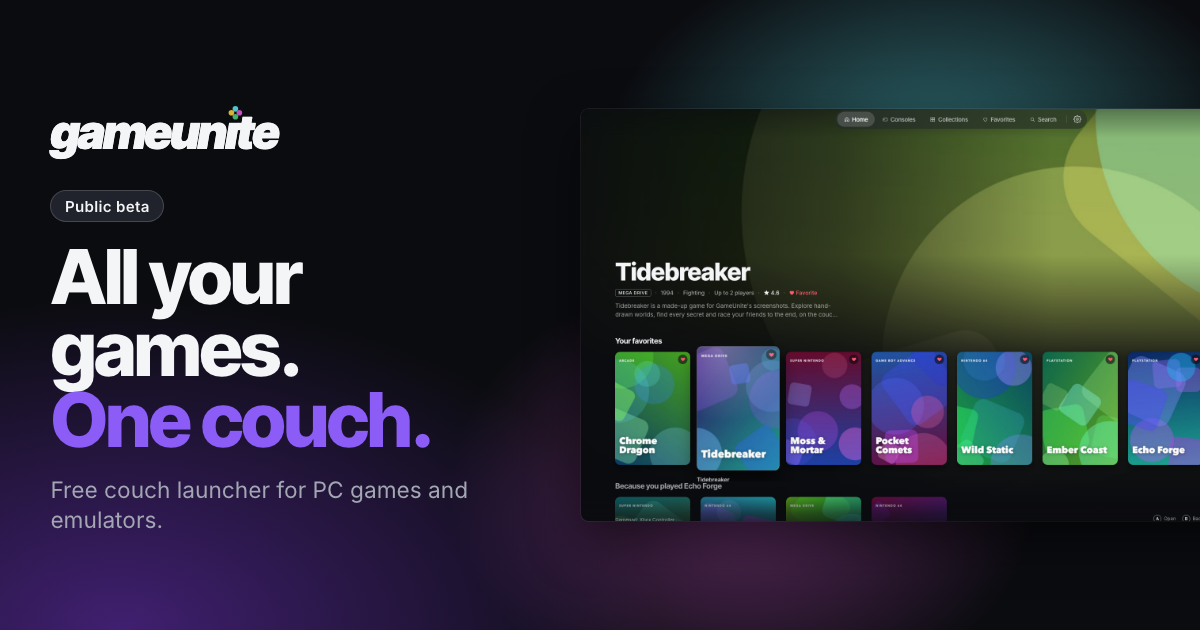 gameunite
Public beta
All your
games.
One couch.
Free couch launcher for PC games and
emulators.
Home Consoles Collections Favorites Search
Tidebreaker
MEGA DRIVE · 1994 · Fighting · Up to 2 players · ★ 4.6 ♥ Favorite
Tidebreaker is a made-up game for GameUnite's screenshots. Explore hand-
drawn worlds, find every secret and race your friends to the end, on the couc...
Your favorites
ARCADE
Chrome
Dragon
MEGA DRIVE
Tidebreaker
Tidebreaker
SUPER NINTENDO
Moss &
Mortar
GAME BOY ADVANCE
Pocket
Comets
NINTENDO 64
Wild Static
PLAYSTATION
Ember Coast
PLAYSTATION
Echo Forge
Because you played Echo Forge
SUPER NINTENDO
NINTENDO 64
MEGA DRIVE
NINTENDO 64
A Open B